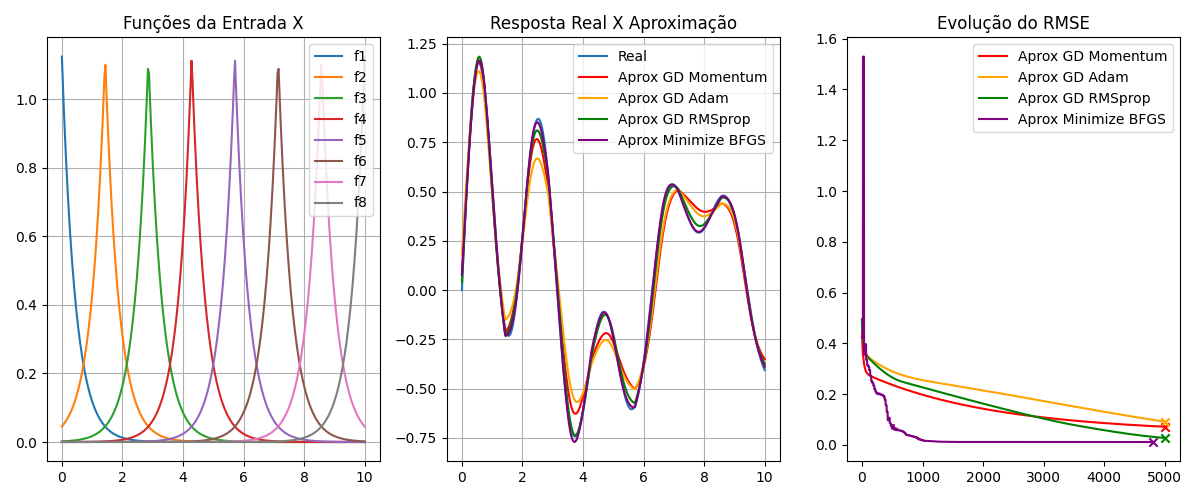 Funções da Entrada X
f1
f2
f3
f4
f5
f6
f7
f8
1.0
0.8
0.6
0.4
0.2
0.0
0 2 4 6 8 10
Resposta Real X Aproximação
Real
Aprox GD Momentum
Aprox GD Adam
Aprox GD RMSprop
Aprox Minimize BFGS
1.25
1.00
0.75
0.50
0.25
0.00
−0.25
−0.50
−0.75
0 2 4 6 8 10
Evolução do RMSE
Aprox GD Momentum
Aprox GD Adam
Aprox GD RMSprop
Aprox Minimize BFGS
1.6
1.4
1.2
1.0
0.8
0.6
0.4
0.2
0.0
0 1000 2000 3000 4000 5000